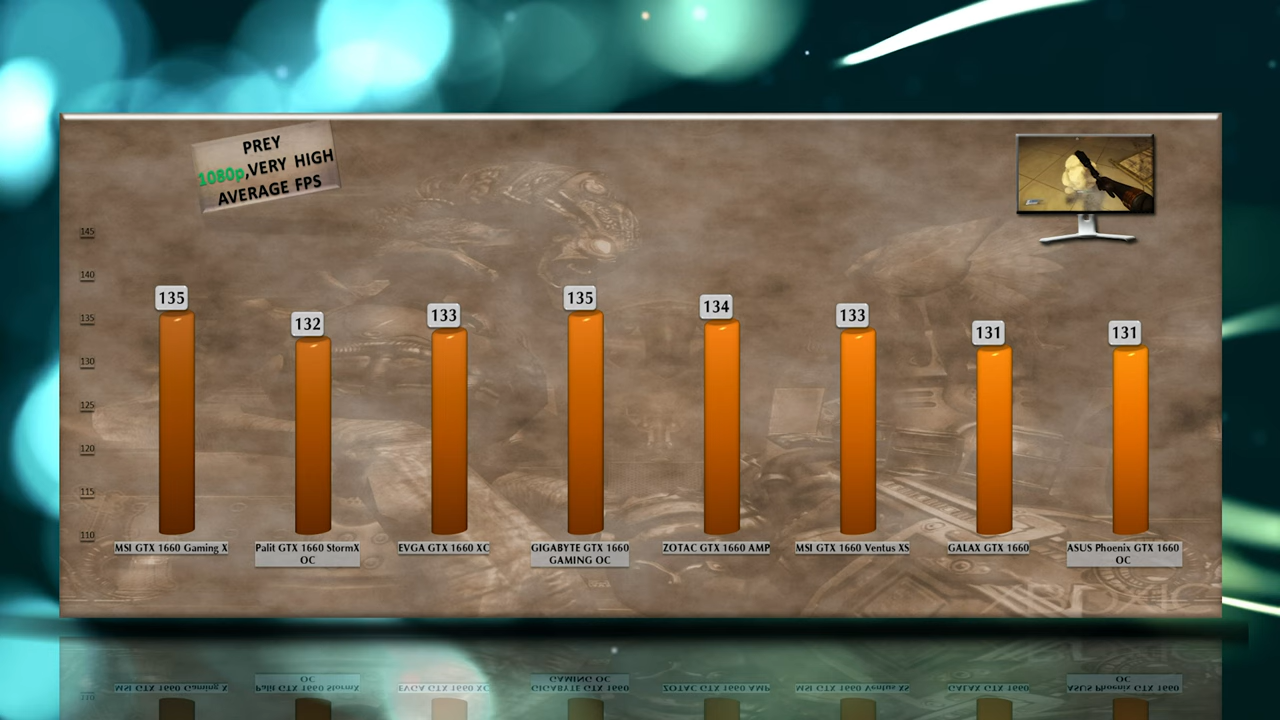 PREY
1080p,VERY HIGH
AVERAGE FPS
145
140
135
130
125
120
115
110
135
132
133
135
134
133
131
131
MSI GTX 1660 Gaming X
Palit GTX 1660 StormX
OC
EVGA GTX 1660 XC
GIGABYTE GTX 1660
GAMING OC
ZOTAC GTX 1660 AMP
MSI GTX 1660 Ventus XS
GALAX GTX 1660
ASUS Phoenix GTX 1660
OC